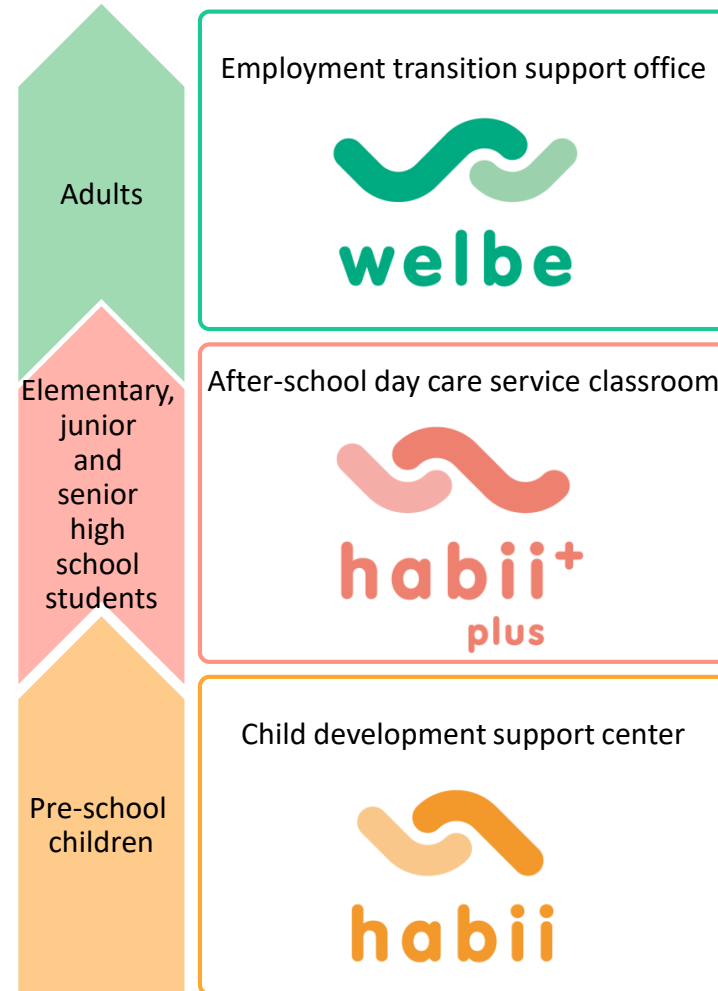 Employment transition support office
Adults
welbe
After-school day care service classroom
Elementary,
junior
and
senior
high
school
students
habii+
plus
Child development support center
Pre-school
children
habii